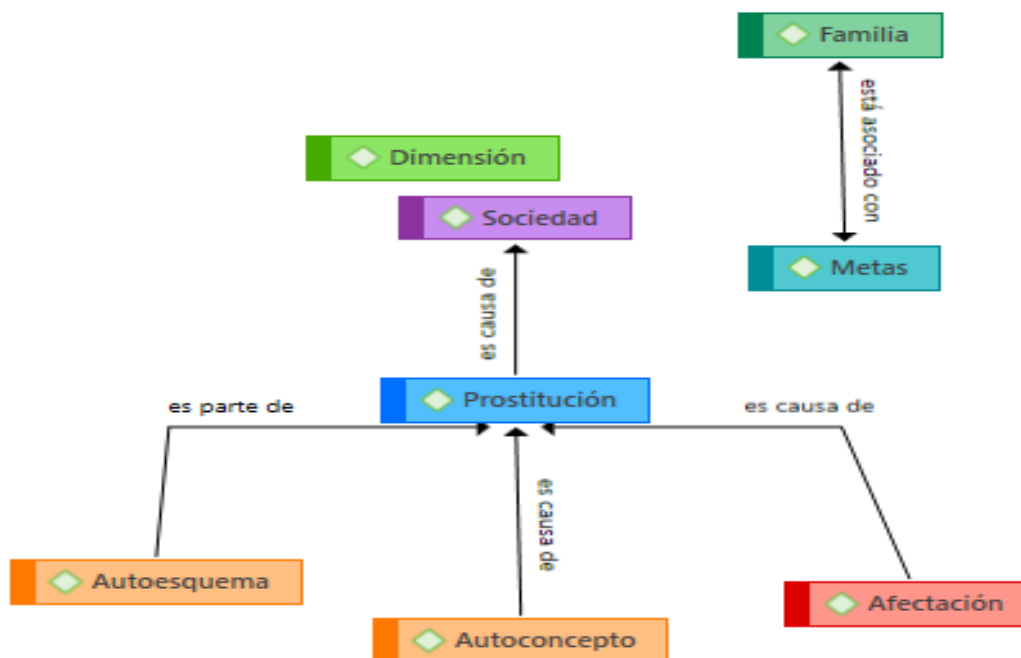 Familia
está asociado con
Dimensión
Sociedad
Metas
es causa de
Prostitución
es parte de
es causa de
es causa de
Autoesquema
Autoconcepto
Afectación